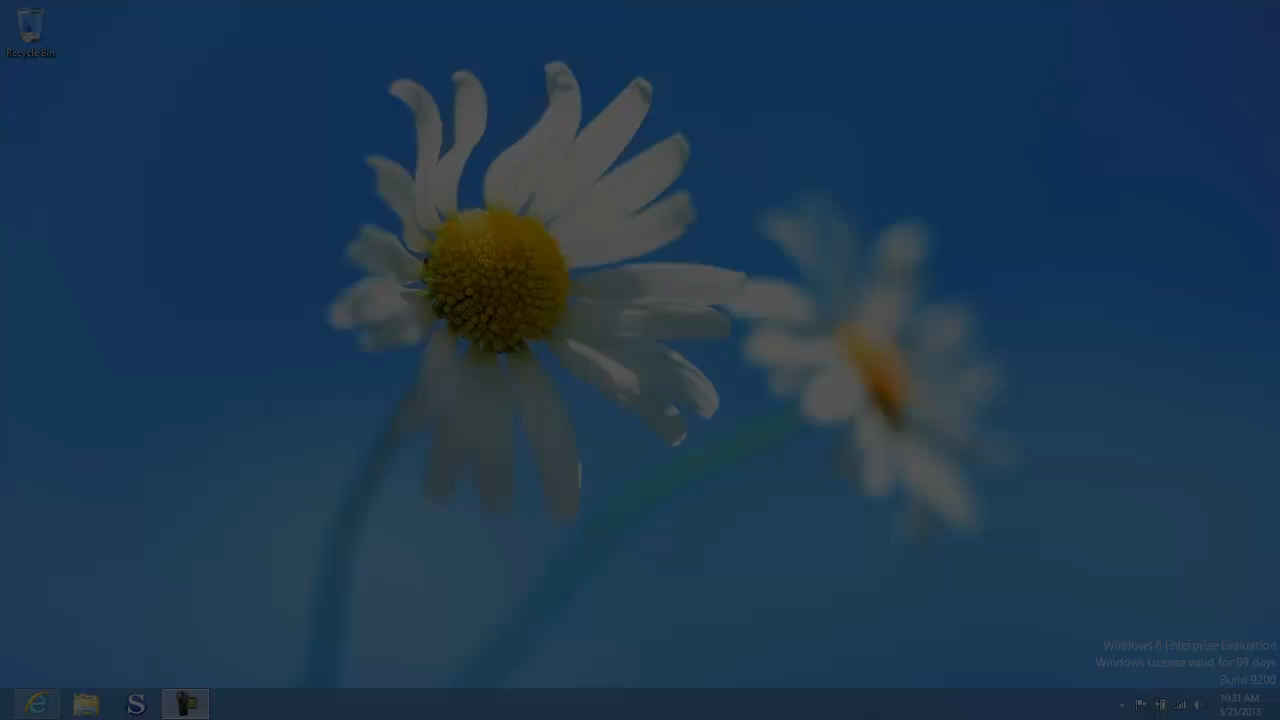 Recycle Bin
Windows 8 Enterprise Evaluation
Windows License valid for 89 days
Build 9200
S
10:31 AM
5/25/2013